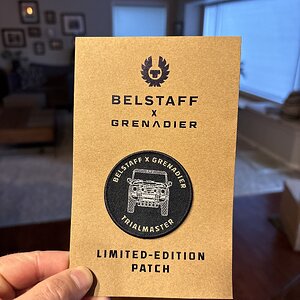 BELSTAFF
X
GRENADIER
BELSTAFF X GRENADIER
TRIALMASTER
LIMITED-EDITION
PATCH